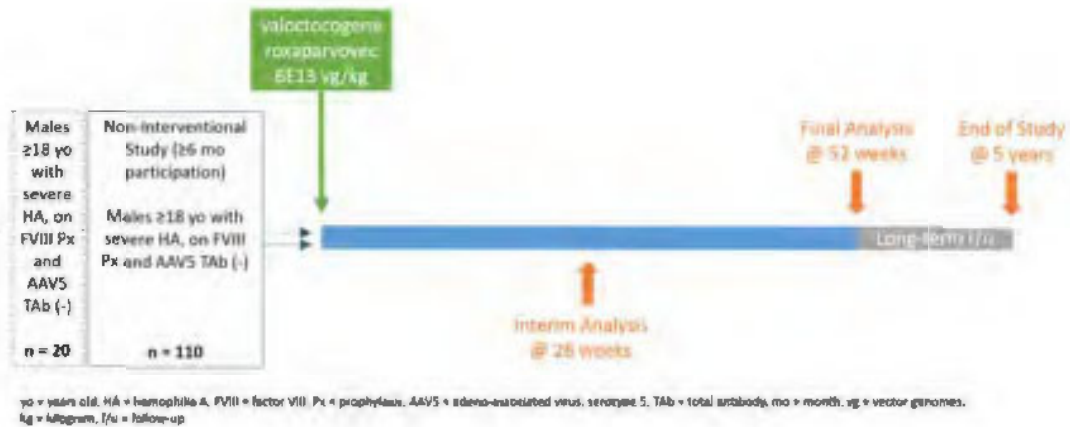 valoctocogene
roxaparvovec
6E13 vg/kg
Males
≥18 yo
with
severe
HA, on
FVIII Px
and
AAV5
TAb (-)
n = 20
Non-Interventional
Study (≥6 mo
participation)
Males ≥18 yo with
severe HA, on FVIII
Px and AAV5 TAb (-)
n = 110
Final Analysis
@ 52 weeks
End of Study
@ 5 years
Long-term f/u
Interim Analysis
@ 26 weeks
yo = years old, HA = hemophilia A, FVIII = factor VIII, Px = prophylaxis, AAV5 = adeno-associated virus, serotype 5, TAb = total antibody, mo = month, vg = vector genomes,
kg = kilogram, f/u = follow-up